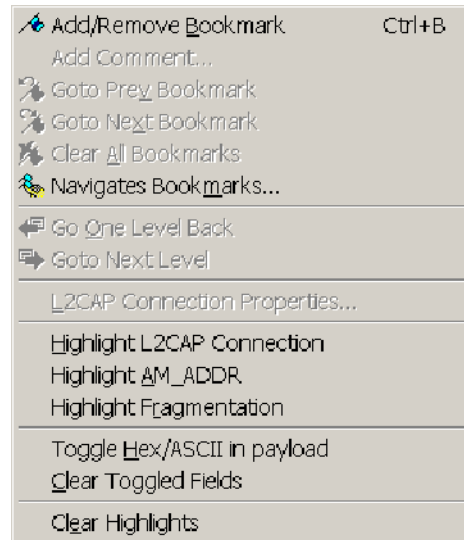 Add/Remove Bookmark Ctrl+B
Add Comment...
Goto Prev Bookmark
Goto Next Bookmark
Clear All Bookmarks
Navigates Bookmarks...
Go One Level Back
Goto Next Level
L2CAP Connection Properties...
Highlight L2CAP Connection
Highlight AM_ADDR
Highlight Fragmentation
Toggle Hex/ASCII in payload
Clear Toggled Fields
Clear Highlights